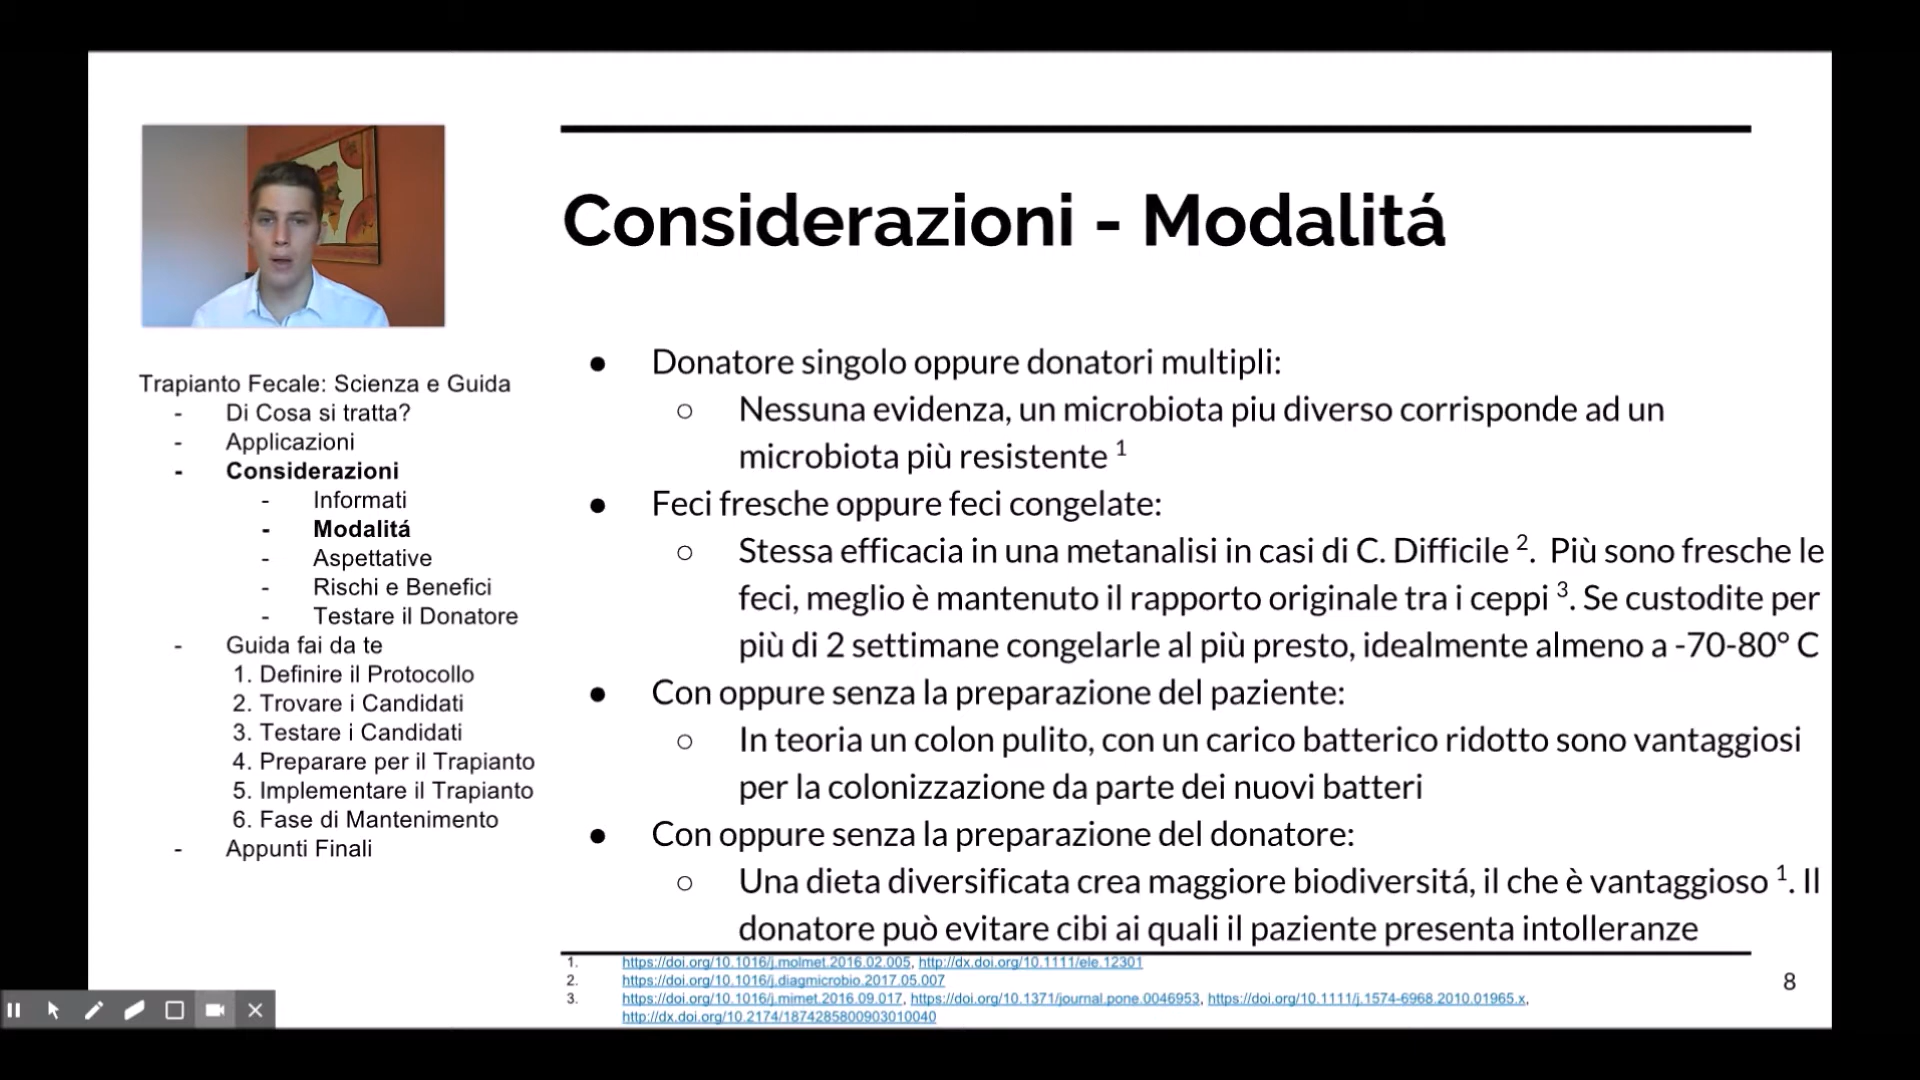 Considerazioni - Modalitá
Trapianto Fecale: Scienza e Guida
- Di Cosa si tratta?
- Applicazioni
- Considerazioni
- Informati
- Modalitá
- Aspettative
- Rischi e Benefici
- Testare il Donatore
- Guida fai da te
1. Definire il Protocollo
2. Trovare i Candidati
3. Testare i Candidati
4. Preparare per il Trapianto
5. Implementare il Trapianto
6. Fase di Mantenimento
- Appunti Finali
● Donatore singolo oppure donatori multipli:
○ Nessuna evidenza, un microbiota piu diverso corrisponde ad un
microbiota più resistente 1
● Feci fresche oppure feci congelate:
○ Stessa efficacia in una metanalisi in casi di C. Difficile 2. Più sono fresche le
feci, meglio è mantenuto il rapporto originale tra i ceppi 3. Se custodite per
più di 2 settimane congelarle al più presto, idealmente almeno a -70-80° C
● Con oppure senza la preparazione del paziente:
○ In teoria un colon pulito, con un carico batterico ridotto sono vantaggiosi
per la colonizzazione da parte dei nuovi batteri
● Con oppure senza la preparazione del donatore:
○ Una dieta diversificata crea maggiore biodiversitá, il che è vantaggioso 1. Il
donatore può evitare cibi ai quali il paziente presenta intolleranze
1. https://doi.org/10.1016/j.molmet.2016.02.005, http://dx.doi.org/10.1111/ele.12301
2. https://doi.org/10.1016/j.diagmicrobio.2017.05.007
3. https://doi.org/10.1016/j.mimet.2016.09.017, https://doi.org/10.1371/journal.pone.0046953, https://doi.org/10.1111/j.1574-6968.2010.01965.x,
http://dx.doi.org/10.2174/1874285800903010040
8